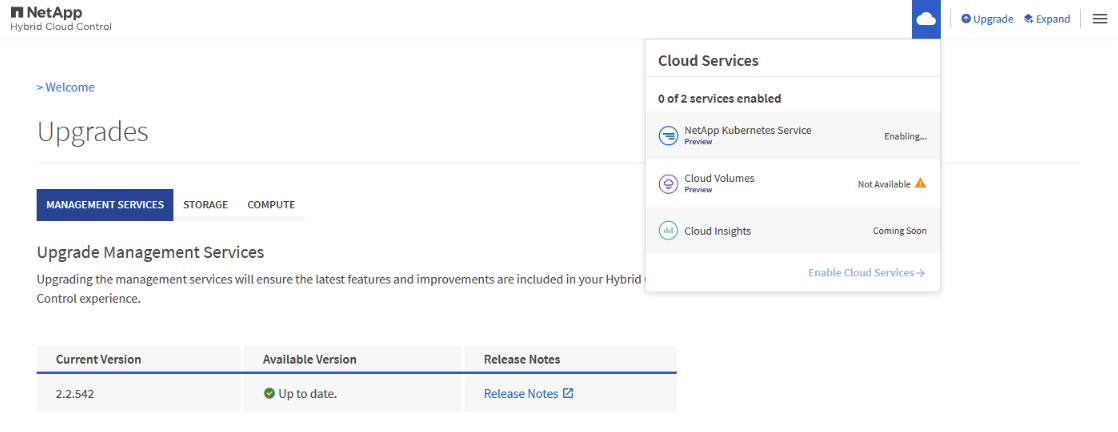 NetApp
Hybrid Cloud Control
Upgrade
Expand
Cloud Services
0 of 2 services enabled
NetApp Kubernetes Service
Preview
Enabling...
Cloud Volumes
Preview
Not Available
Cloud Insights
Coming Soon
Enable Cloud Services
> Welcome
Upgrades
MANAGEMENT SERVICES
STORAGE
COMPUTE
Upgrade Management Services
Upgrading the management services will ensure the latest features and improvements are included in your Hybrid
Control experience.
Current Version
Available Version
Release Notes
2.2.542
Up to date.
Release Notes